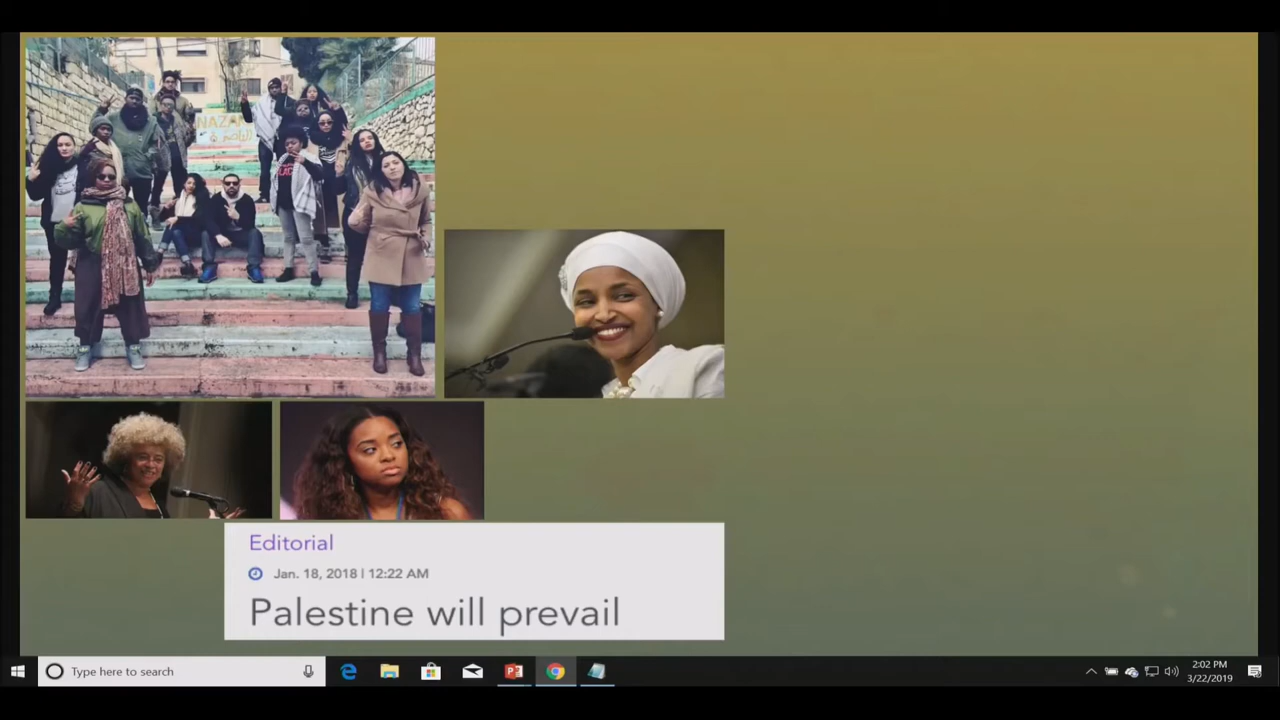 NAZA
Editorial
Jan. 18, 2018 | 12:22 AM
Palestine will prevail
Type here to search
2:02 PM
3/22/2019